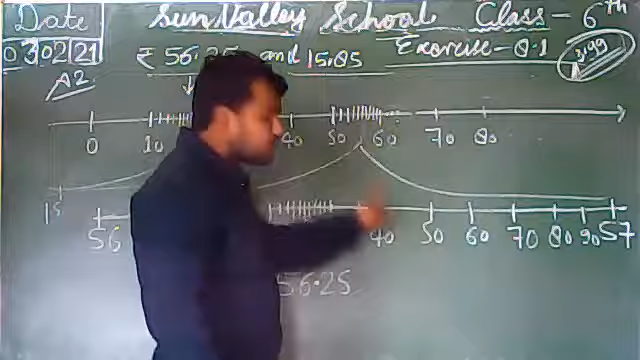 Date Sun Valley School Class - 6th
03 02 21 ₹ 56.25 and 15.05 Exercise - 8.1 3.99
A2
0 10 40 50 60 70 80
15
56 40 50 60 70 80 90 57
56.25